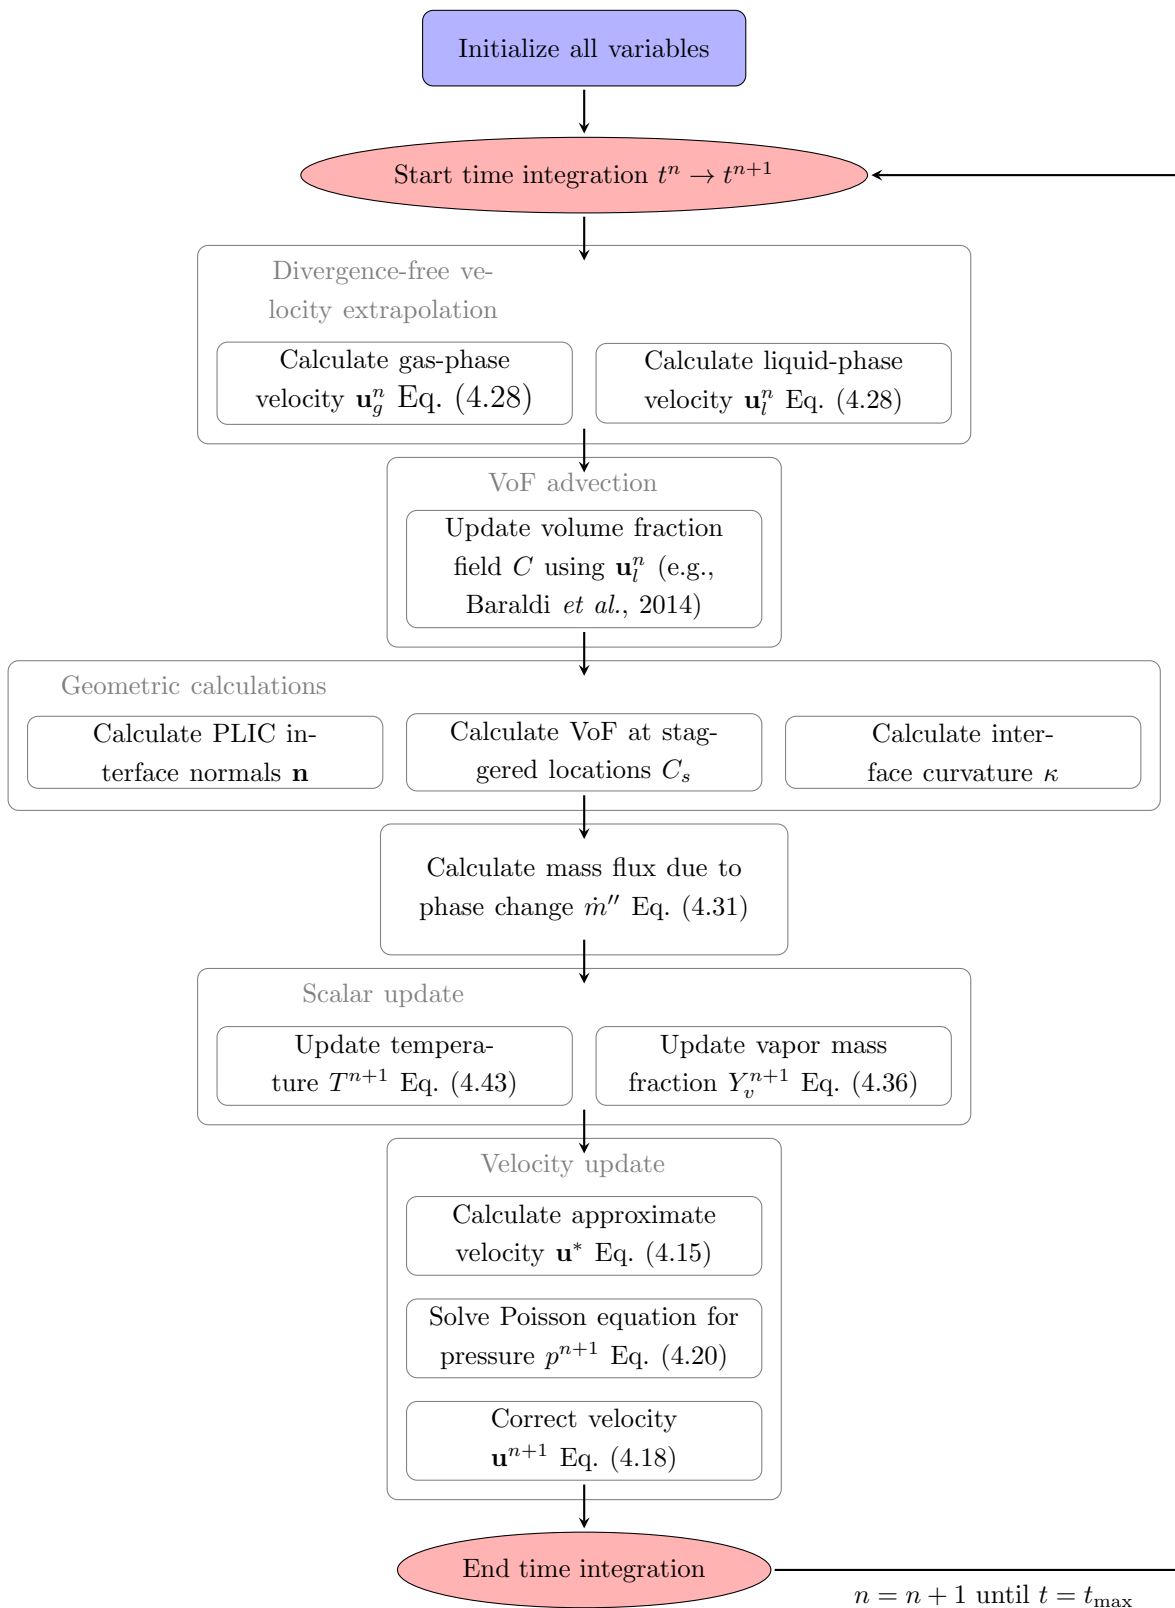 Initialize all variables
Start time integration tⁿ → tⁿ⁺¹
Divergence-free ve-
locity extrapolation
Calculate gas-phase
velocity 𝐮_g^n Eq. (4.28)
Calculate liquid-phase
velocity 𝐮_l^n Eq. (4.28)
VoF advection
Update volume fraction
field C using 𝐮_l^n (e.g.,
Baraldi et al., 2014)
Geometric calculations
Calculate PLIC in-
terface normals 𝐧
Calculate VoF at stag-
gered locations C_s
Calculate inter-
face curvature κ
Calculate mass flux due to
phase change ṁ″ Eq. (4.31)
Scalar update
Update tempera-
ture T^{n+1} Eq. (4.43)
Update vapor mass
fraction Y_v^{n+1} Eq. (4.36)
Velocity update
Calculate approximate
velocity 𝐮* Eq. (4.15)
Solve Poisson equation for
pressure p^{n+1} Eq. (4.20)
Correct velocity
𝐮^{n+1} Eq. (4.18)
End time integration
n = n + 1 until t = t_max